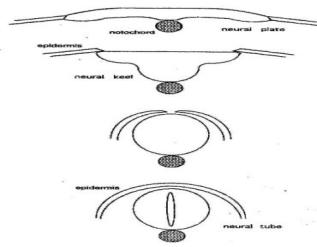 notochord neural plate
epidermis
neural keel
epidermis
neural tube